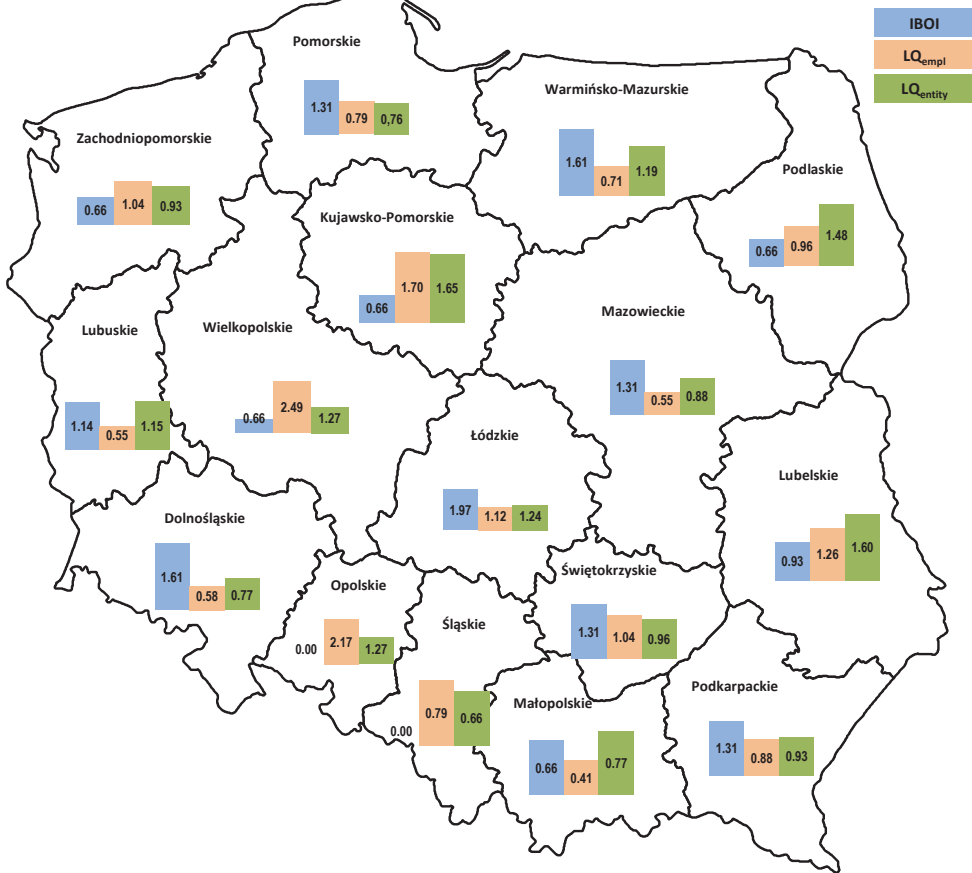 IBOI
LQempl
LQentity
Pomorskie
1.31 0.79 0,76
Warmińsko-Mazurskie
1.61 0.71 1.19
Zachodniopomorskie
0.66 1.04 0.93
Podlaskie
0.66 0.96 1.48
Kujawsko-Pomorskie
0.66 1.70 1.65
Mazowieckie
1.31 0.55 0.88
Lubuskie
1.14 0.55 1.15
Wielkopolskie
0.66 2.49 1.27
Łódzkie
1.97 1.12 1.24
Lubelskie
0.93 1.26 1.60
Dolnośląskie
1.61 0.58 0.77
Opolskie
0.00 2.17 1.27
Śląskie
0.00 0.79 0.66
Świętokrzyskie
1.31 1.04 0.96
Małopolskie
0.66 0.41 0.77
Podkarpackie
1.31 0.88 0.93